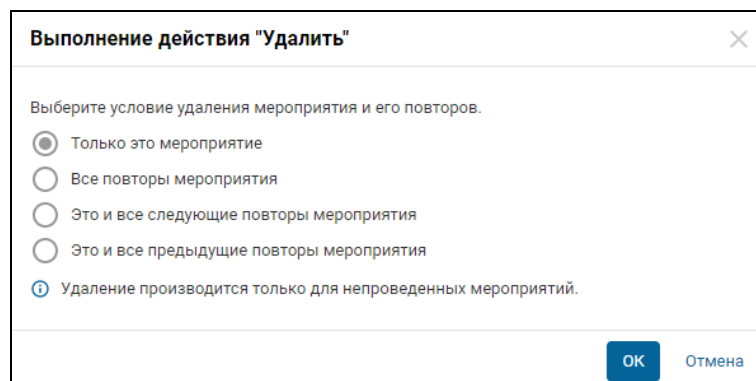 Выполнение действия "Удалить"
Выберите условие удаления мероприятия и его повторов.
Только это мероприятие
Все повторы мероприятия
Это и все следующие повторы мероприятия
Это и все предыдущие повторы мероприятия
Удаление производится только для непроведенных мероприятий.
ОК Отмена